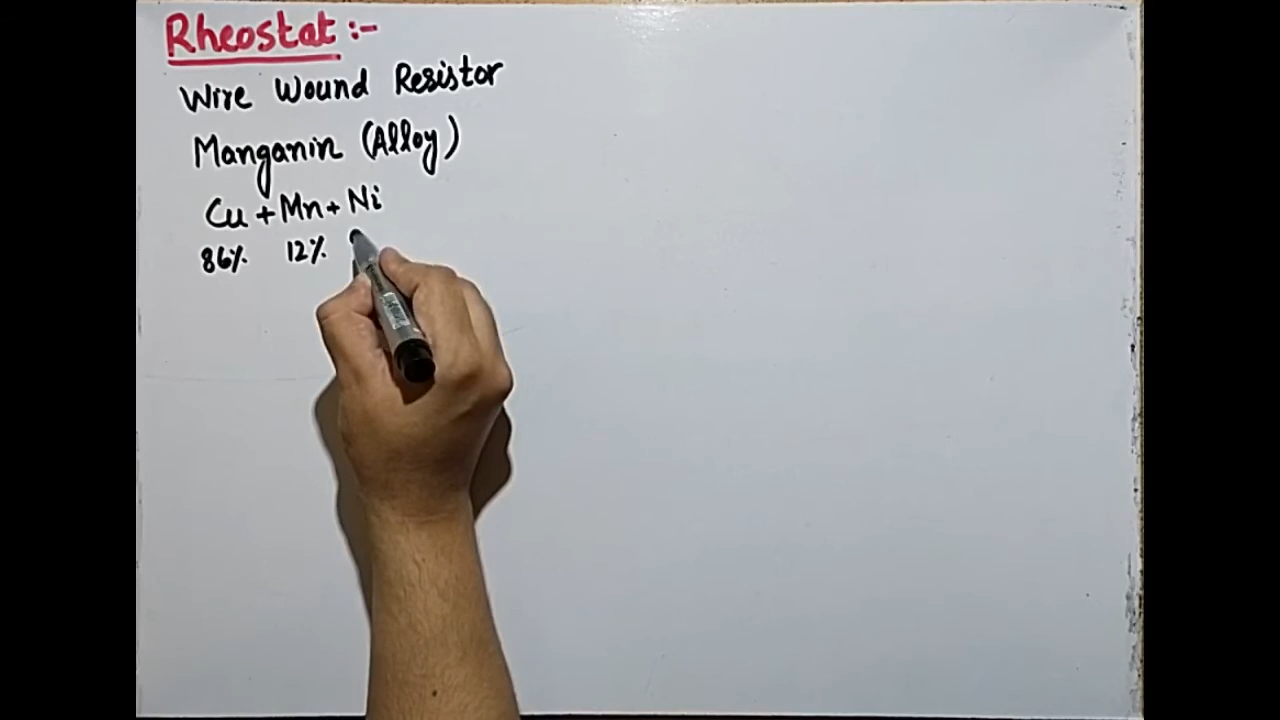 Rheostat :-
Wire Wound Resistor
Manganin (Alloy)
Cu + Mn + Ni
86% 12%